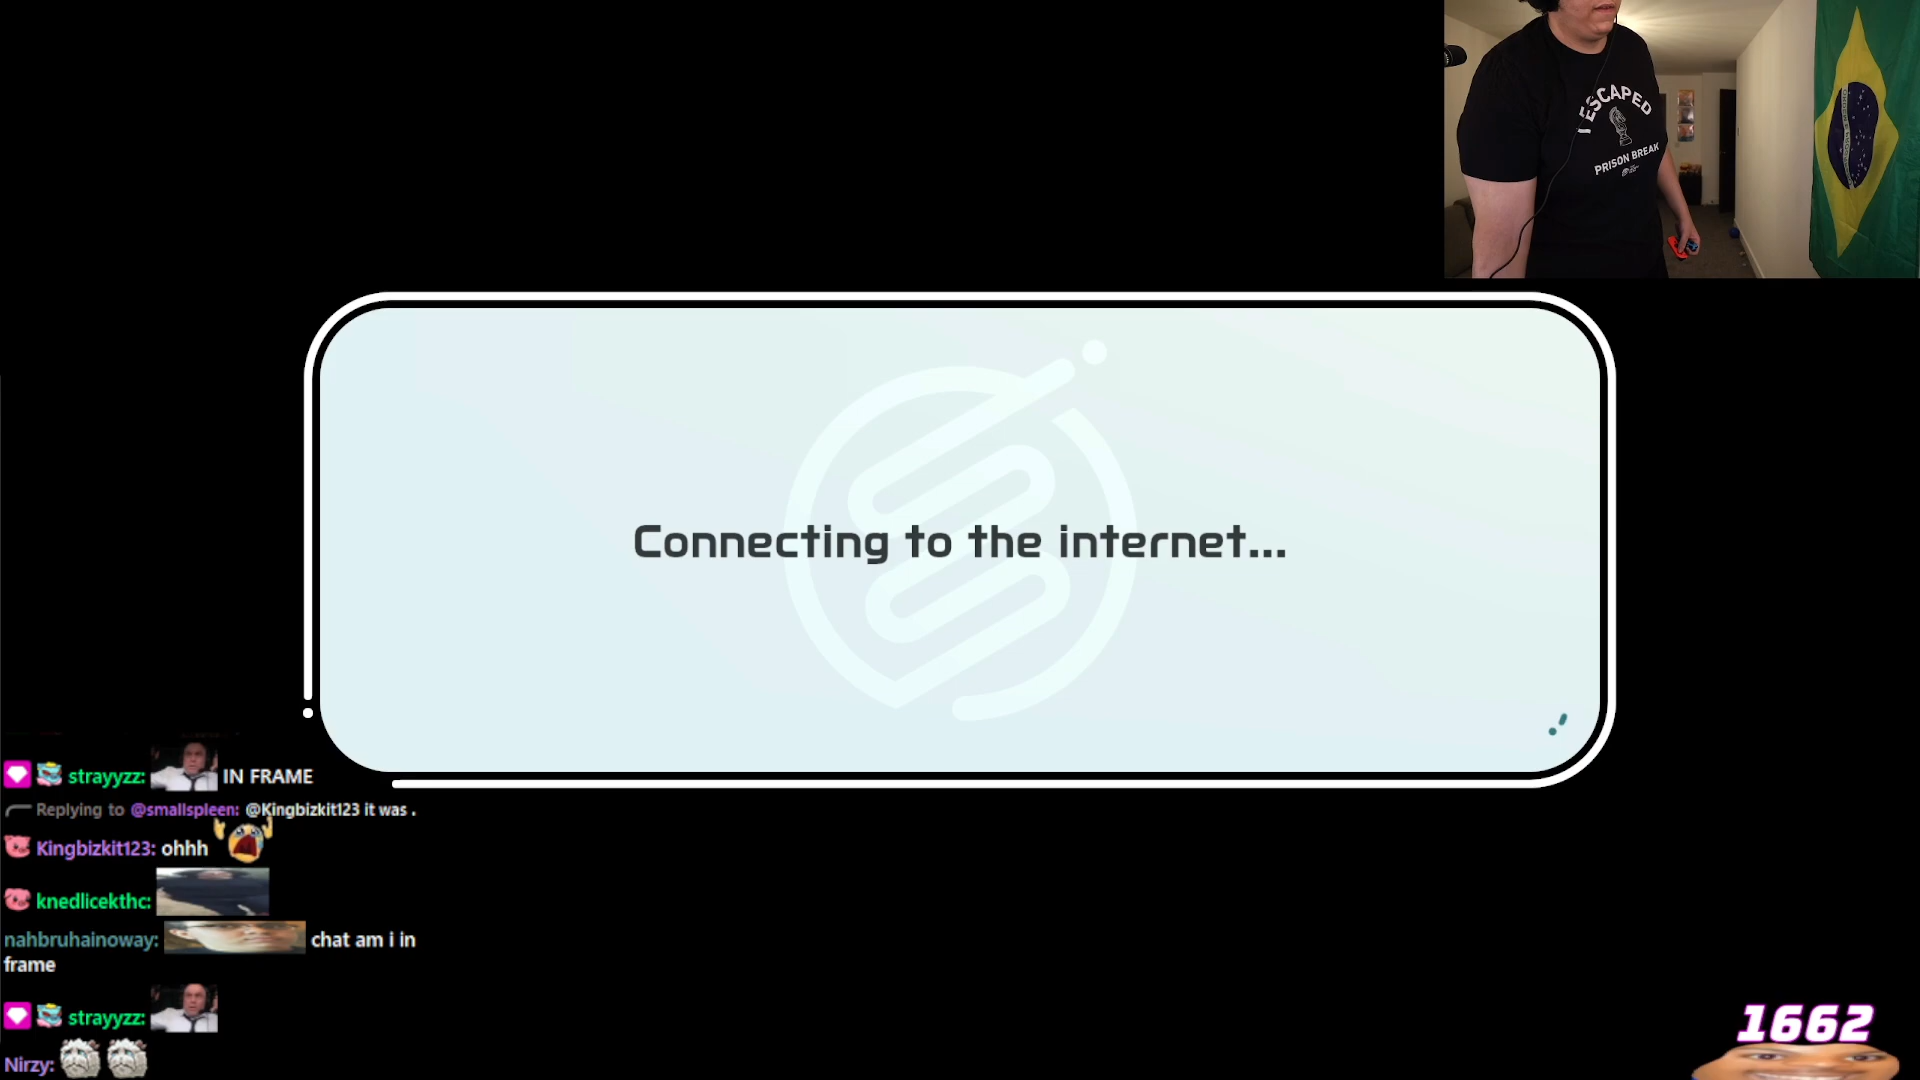 I ESCAPED
PRISON BREAK
Connecting to the internet...
strayyzz: IN FRAME
Replying to @smallspleen: @Kingbizkit123 it was .
Kingbizkit123: ohhh
knedlicekthc:
nahbruhainoway: chat am i in
frame
strayyzz:
Nirzy:
1662